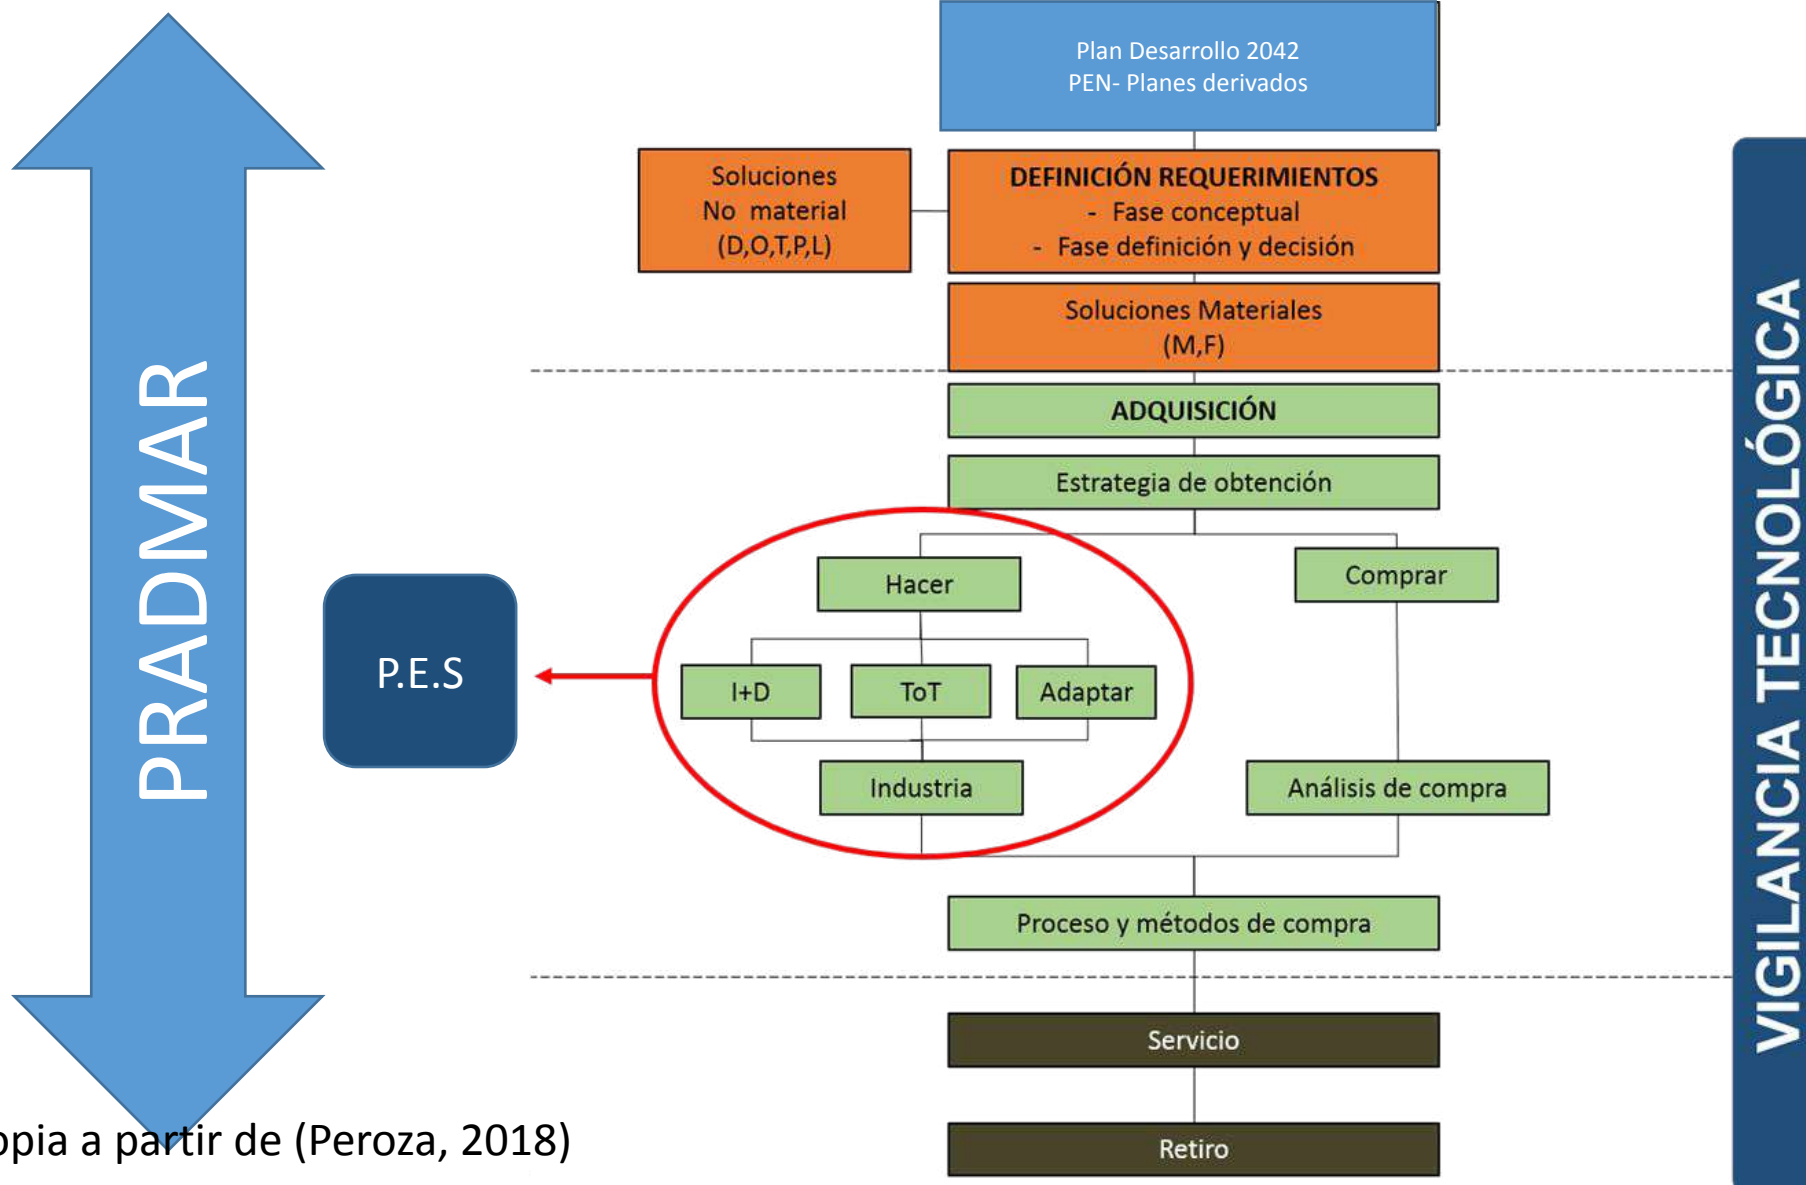 Plan Desarrollo 2042
PEN- Planes derivados
Soluciones
No material
(D,O,T,P,L)
DEFINICIÓN REQUERIMIENTOS
- Fase conceptual
- Fase definición y decisión
Soluciones Materiales
(M,F)
ADQUISICIÓN
Estrategia de obtención
Hacer
Comprar
PRADMAR
P.E.S
I+D
ToT
Adaptar
Industria
Análisis de compra
Proceso y métodos de compra
Servicio
Retiro
VIGILANCIA TECNOLÓGICA
opia a partir de (Peroza, 2018)